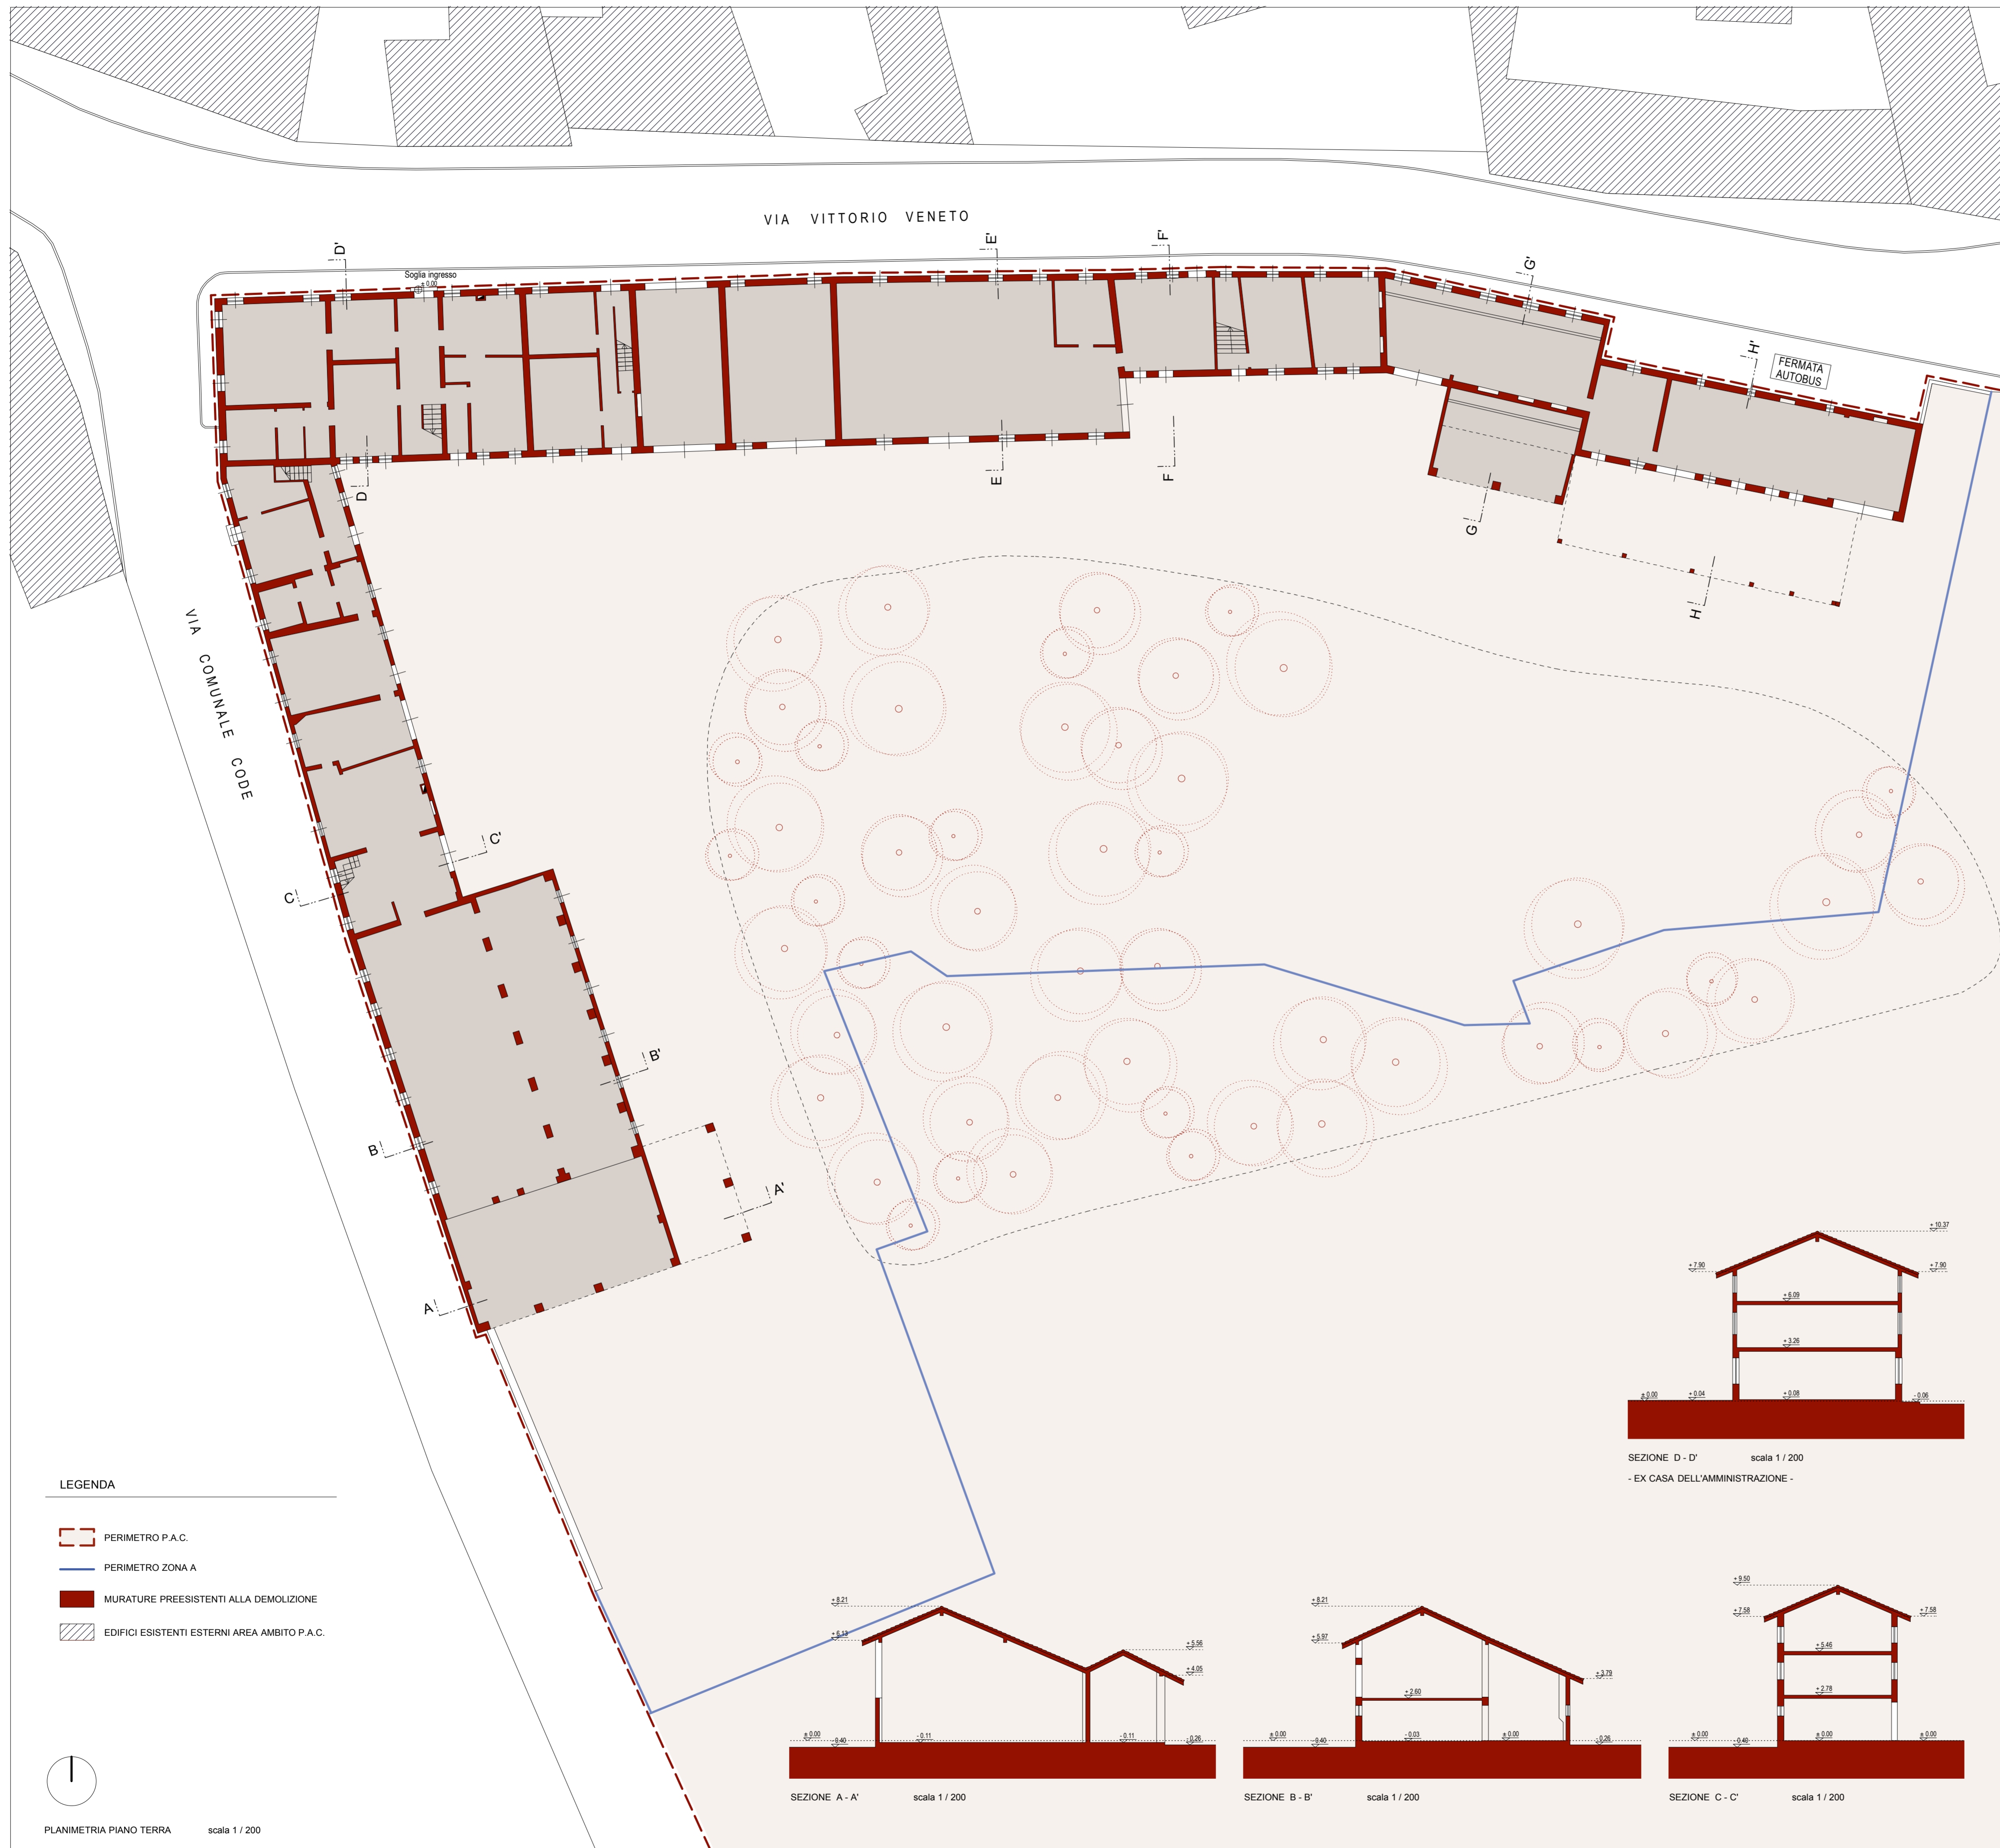 VIA VITTORIO VENETO
D'
E'
F'
G'
H'
Soglia ingresso
± 0.00
FERMATA
AUTOBUS
D
E
F
G
H
VIA COMUNALE CODE
C'
C
B'
B
A'
A
+ 10.37
+ 7.90
+ 7.90
+ 6.09
+ 3.26
± 0.00
+ 0.04
+ 0.08
- 0.06
SEZIONE D - D' scala 1 / 200
- EX CASA DELL'AMMINISTRAZIONE -
LEGENDA
PERIMETRO P.A.C.
PERIMETRO ZONA A
MURATURE PREESISTENTI ALLA DEMOLIZIONE
EDIFICI ESISTENTI ESTERNI AREA AMBITO P.A.C.
+ 8.21
+ 6.13
+ 5.56
+ 4.05
± 0.00
- 0.40
- 0.11
- 0.11
- 0.26
SEZIONE A - A' scala 1 / 200
+ 8.21
+ 5.97
+ 3.79
+ 2.60
± 0.00
- 0.40
- 0.03
± 0.00
- 0.26
SEZIONE B - B' scala 1 / 200
+ 9.50
+ 7.58
+ 7.58
+ 5.46
+ 2.78
± 0.00
- 0.40
± 0.00
± 0.00
SEZIONE C - C' scala 1 / 200
PLANIMETRIA PIANO TERRA scala 1 / 200